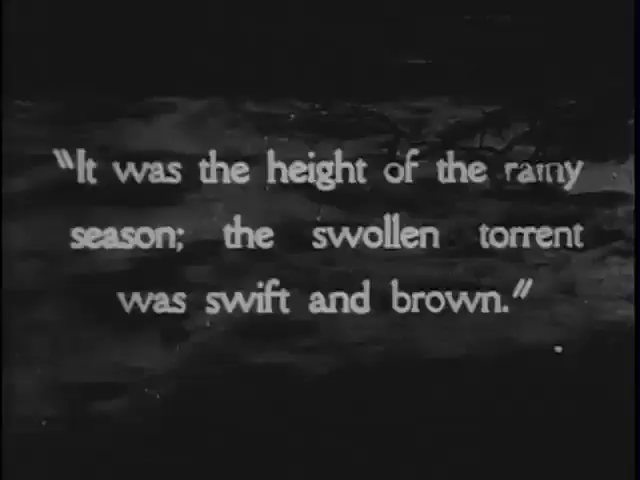 "It was the height of the rainy
season; the swollen torrent
was swift and brown."